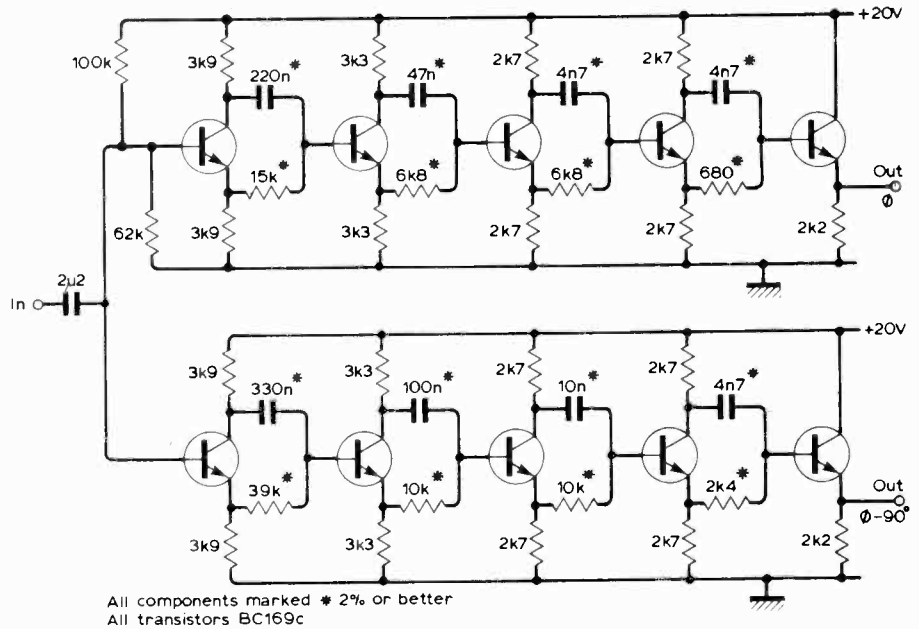 +20V
100k
3k9
220n *
3k3
47n *
2k7
4n7 *
2k7
4n7 *
15k *
6k8 *
6k8 *
680 *
Out
Ø
62k
3k9
3k3
2k7
2k7
2k2
In
2µ2
+20V
3k9
330n *
3k3
100n *
2k7
10n *
2k7
4n7 *
39k *
10k *
10k *
2k4 *
Out
Ø-90°
3k9
3k3
2k7
2k7
2k2
All components marked * 2% or better
All transistors BC169c